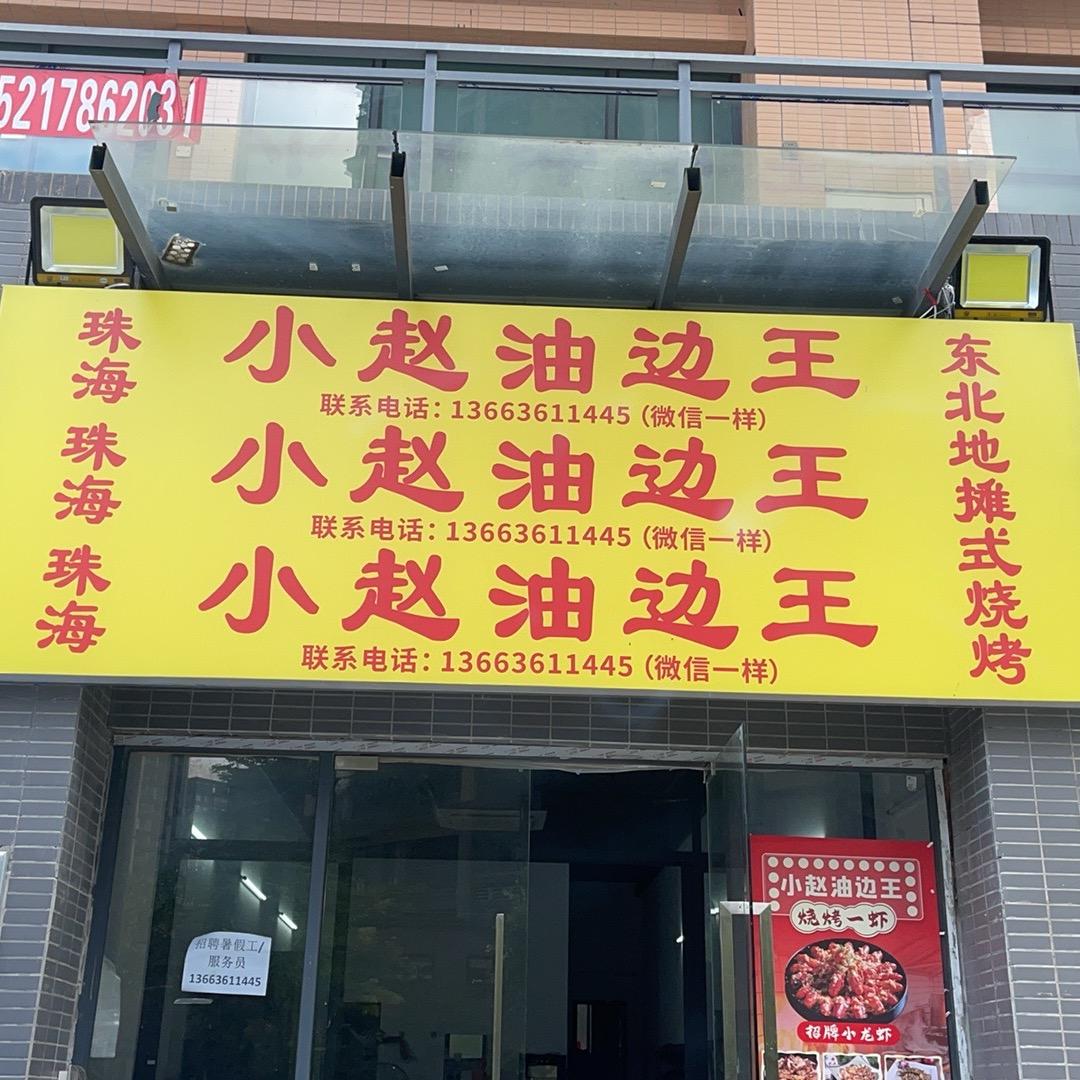 521786203
珠海 珠海 珠海
小赵油边王
联系电话：13663611445（微信一样）
小赵油边王
联系电话：13663611445（微信一样）
小赵油边王
联系电话：13663611445（微信一样）
东北地摊式烧烤
招聘暑假工/
服务员
13663611445
小赵油边王
烧烤一虾
招牌小龙虾